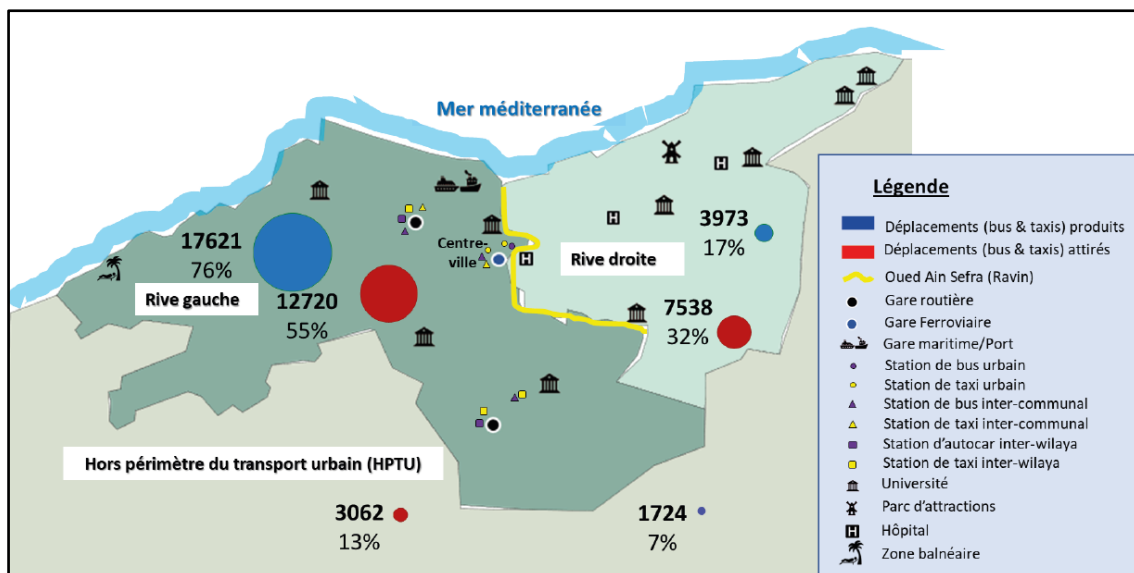 Mer méditerranée
17621
76%
Rive gauche
12720
55%
Centre-
ville
Rive droite
3973
17%
7538
32%
Hors périmètre du transport urbain (HPTU)
3062
13%
1724
7%
Légende
Déplacements (bus & taxis) produits
Déplacements (bus & taxis) attirés
Oued Ain Sefra (Ravin)
Gare routière
Gare Ferroviaire
Gare maritime/Port
Station de bus urbain
Station de taxi urbain
Station de bus inter-communal
Station de taxi inter-communal
Station d'autocar inter-wilaya
Station de taxi inter-wilaya
Université
Parc d'attractions
Hôpital
Zone balnéaire